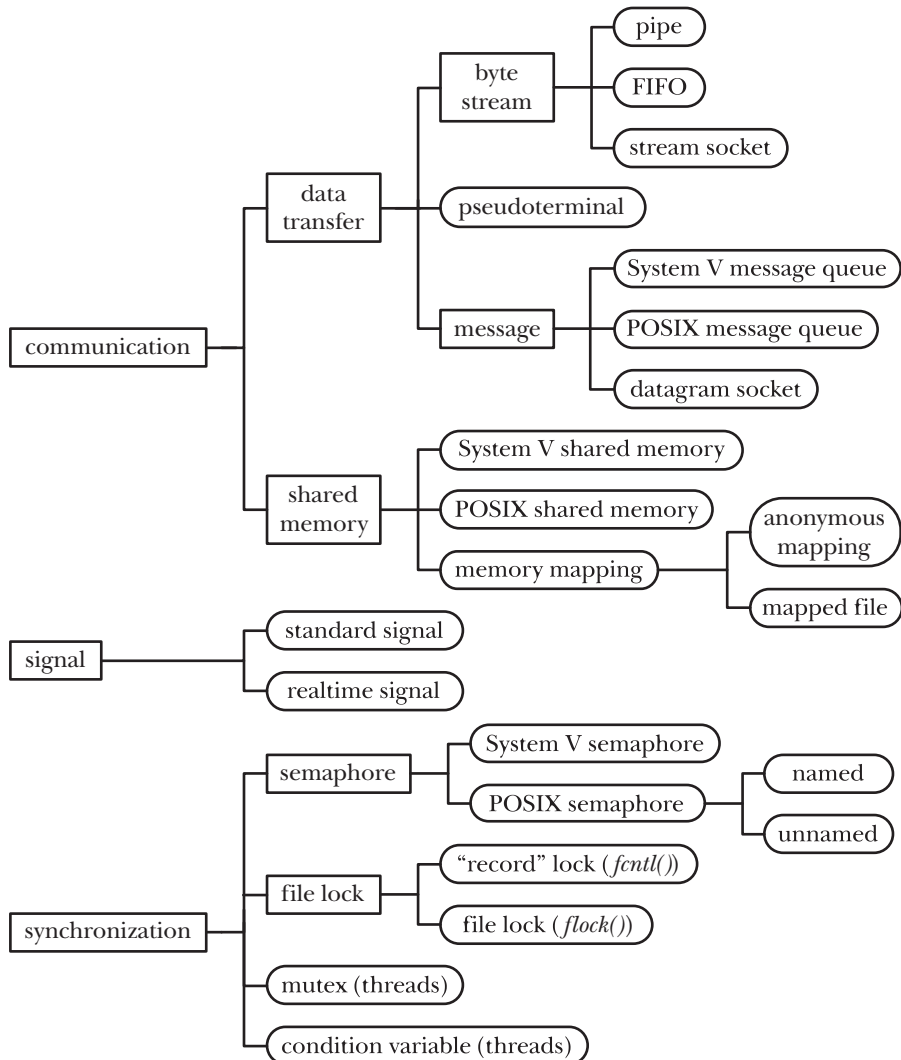 pipe
byte
stream
FIFO
stream socket
data
transfer
pseudoterminal
System V message queue
message
POSIX message queue
communication
datagram socket
System V shared memory
shared
memory
POSIX shared memory
anonymous
mapping
memory mapping
mapped file
standard signal
signal
realtime signal
System V semaphore
semaphore
named
POSIX semaphore
unnamed
“record” lock (fcntl())
file lock
file lock (flock())
synchronization
mutex (threads)
condition variable (threads)